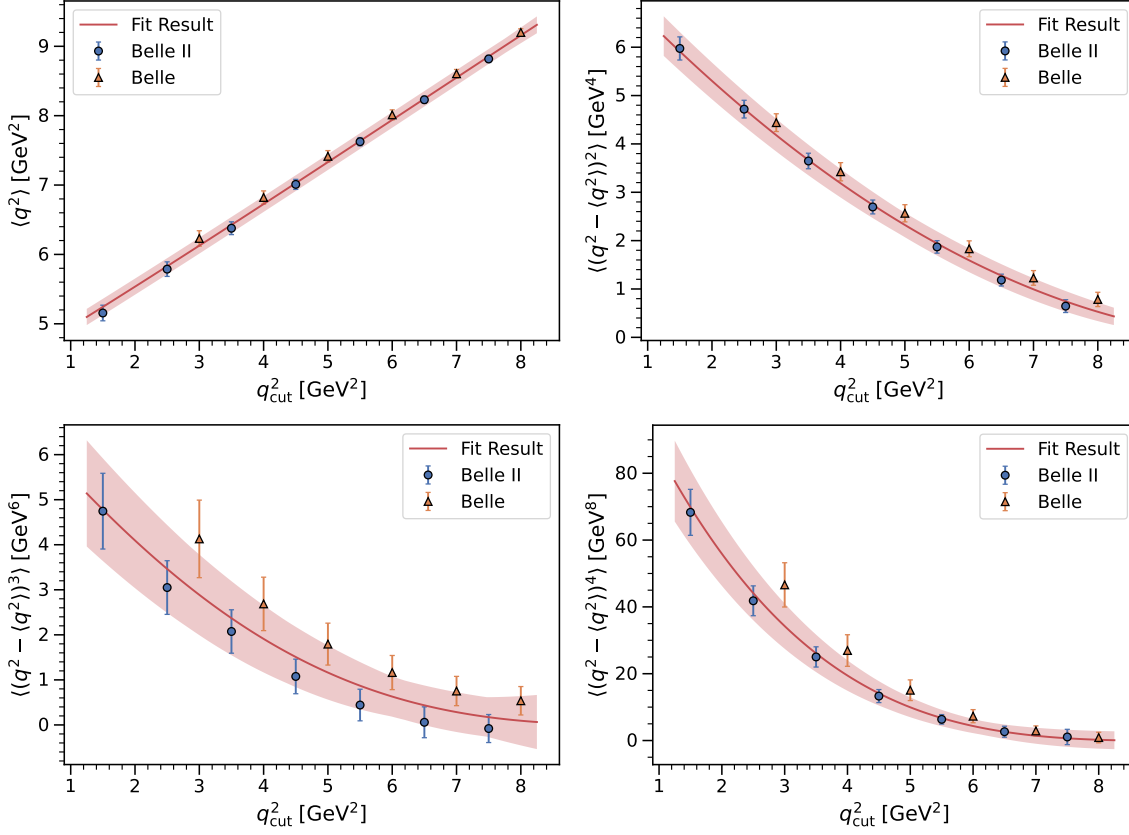 Fit Result
Belle II
Belle
9
8
7
6
5
⟨q²⟩ [GeV²]
1 2 3 4 5 6 7 8
q²cut [GeV²]
Fit Result
Belle II
Belle
6
5
4
3
2
1
0
⟨(q² − ⟨q²⟩)²⟩ [GeV⁴]
1 2 3 4 5 6 7 8
q²cut [GeV²]
Fit Result
Belle II
Belle
6
5
4
3
2
1
0
⟨(q² − ⟨q²⟩)³⟩ [GeV⁶]
1 2 3 4 5 6 7 8
q²cut [GeV²]
Fit Result
Belle II
Belle
80
60
40
20
0
⟨(q² − ⟨q²⟩)⁴⟩ [GeV⁸]
1 2 3 4 5 6 7 8
q²cut [GeV²]